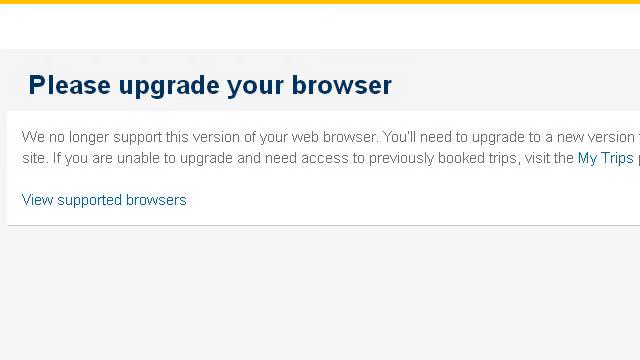 Please upgrade your browser
We no longer support this version of your web browser. You'll need to upgrade to a new version
site. If you are unable to upgrade and need access to previously booked trips, visit the My Trips
View supported browsers